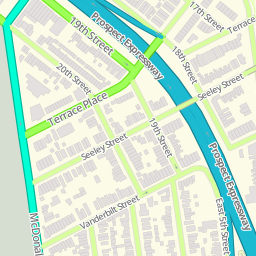 17th Street
Prospect Expressway
19th Street
Terrace
18th Street
20th Street
Seeley Street
Terrace Place
19th Street
Seeley Street
Prospect Expressway
Vanderbilt Street
East 5th Street
McDona